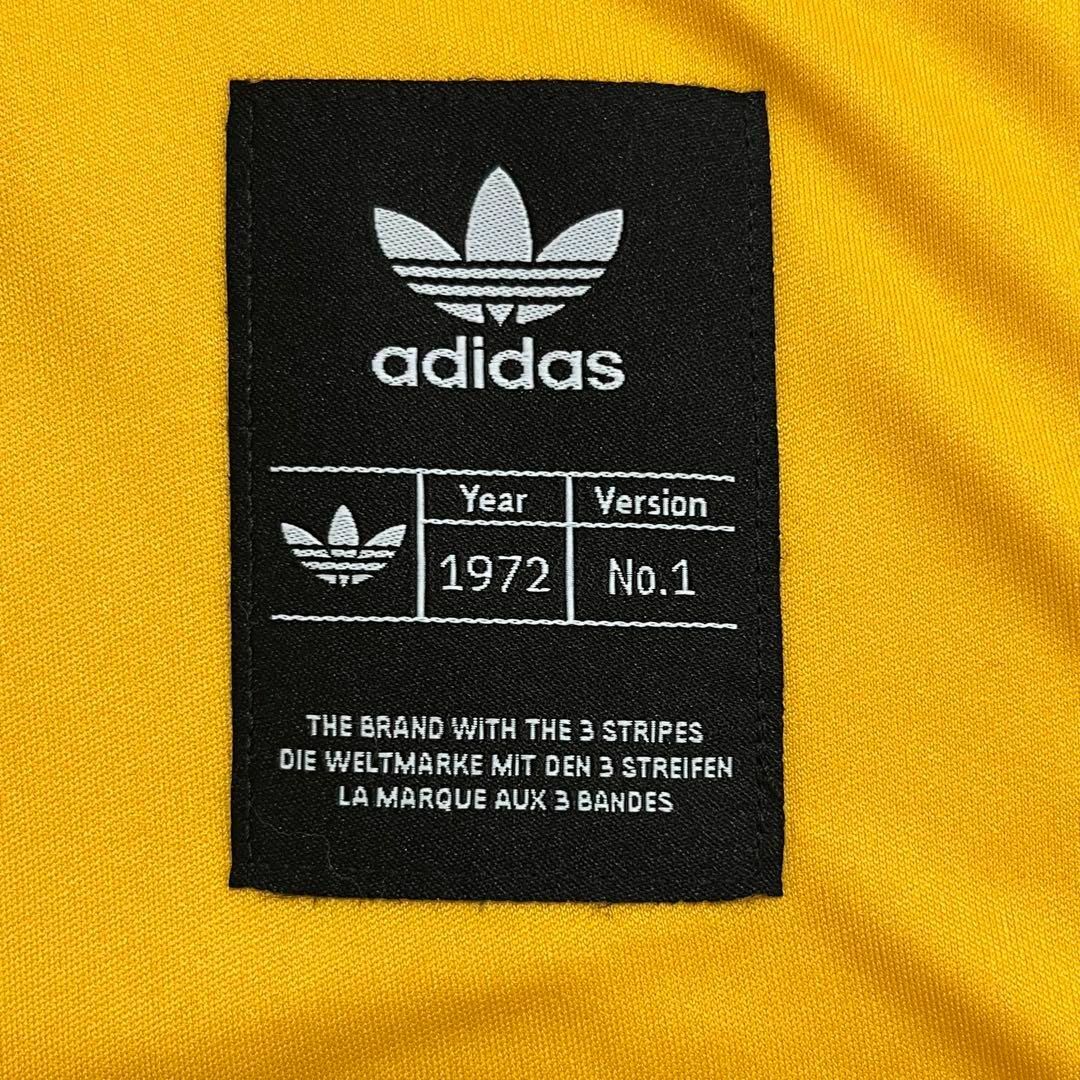 adidas
Year Version
1972 No.1
THE BRAND WITH THE 3 STRIPES
DIE WELTMARKE MIT DEN 3 STREIFEN
LA MARQUE AUX 3 BANDES